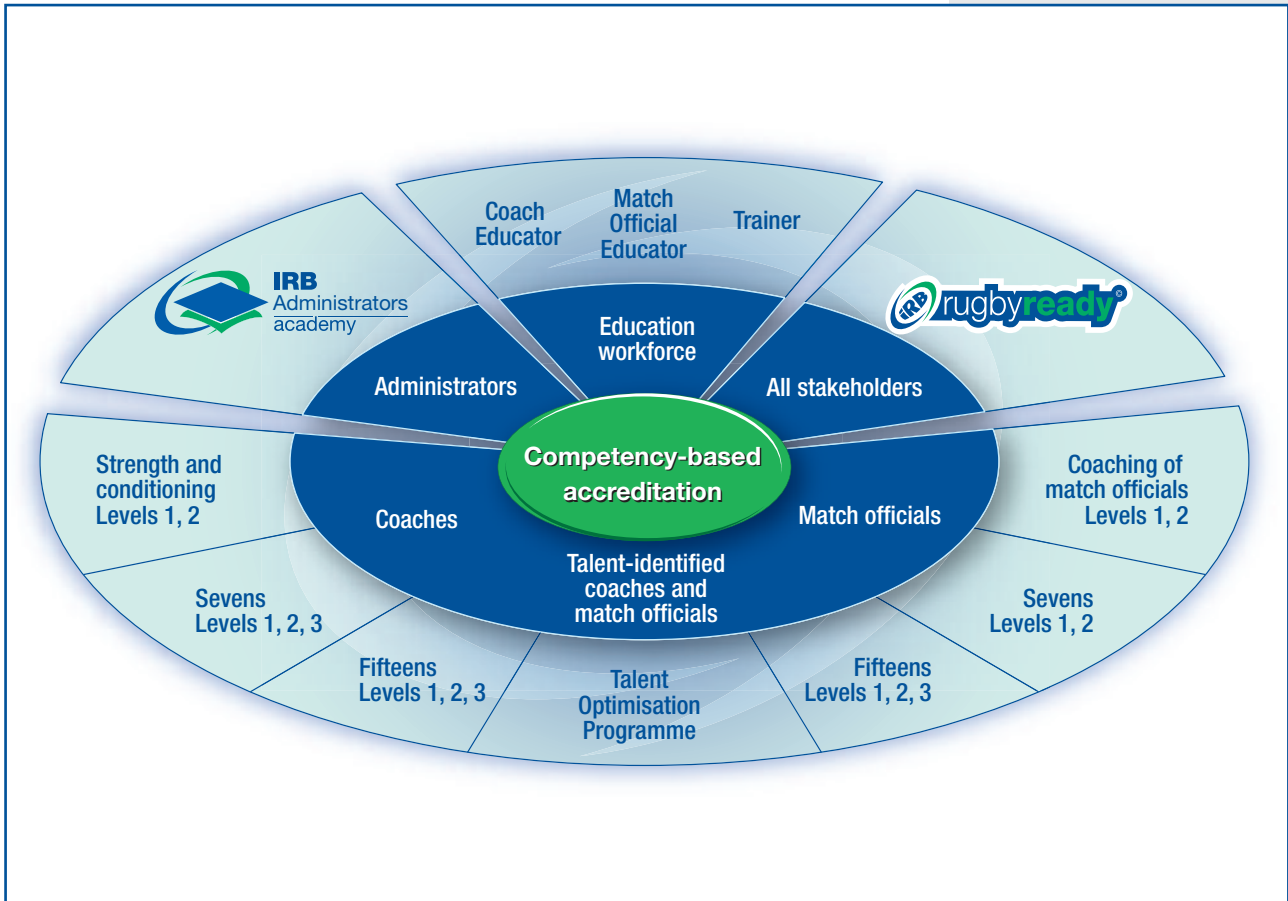 Coach
Educator
Match
Official
Educator
Trainer
IRB
Administrators
academy
IRB rugbyready©
Education
workforce
Administrators
All stakeholders
Competency-based
accreditation
Strength and
conditioning
Levels 1, 2
Coaches
Match officials
Coaching of
match officials
Levels 1, 2
Talent-identified
coaches and
match officials
Sevens
Levels 1, 2, 3
Sevens
Levels 1, 2
Fifteens
Levels 1, 2, 3
Talent
Optimisation
Programme
Fifteens
Levels 1, 2, 3